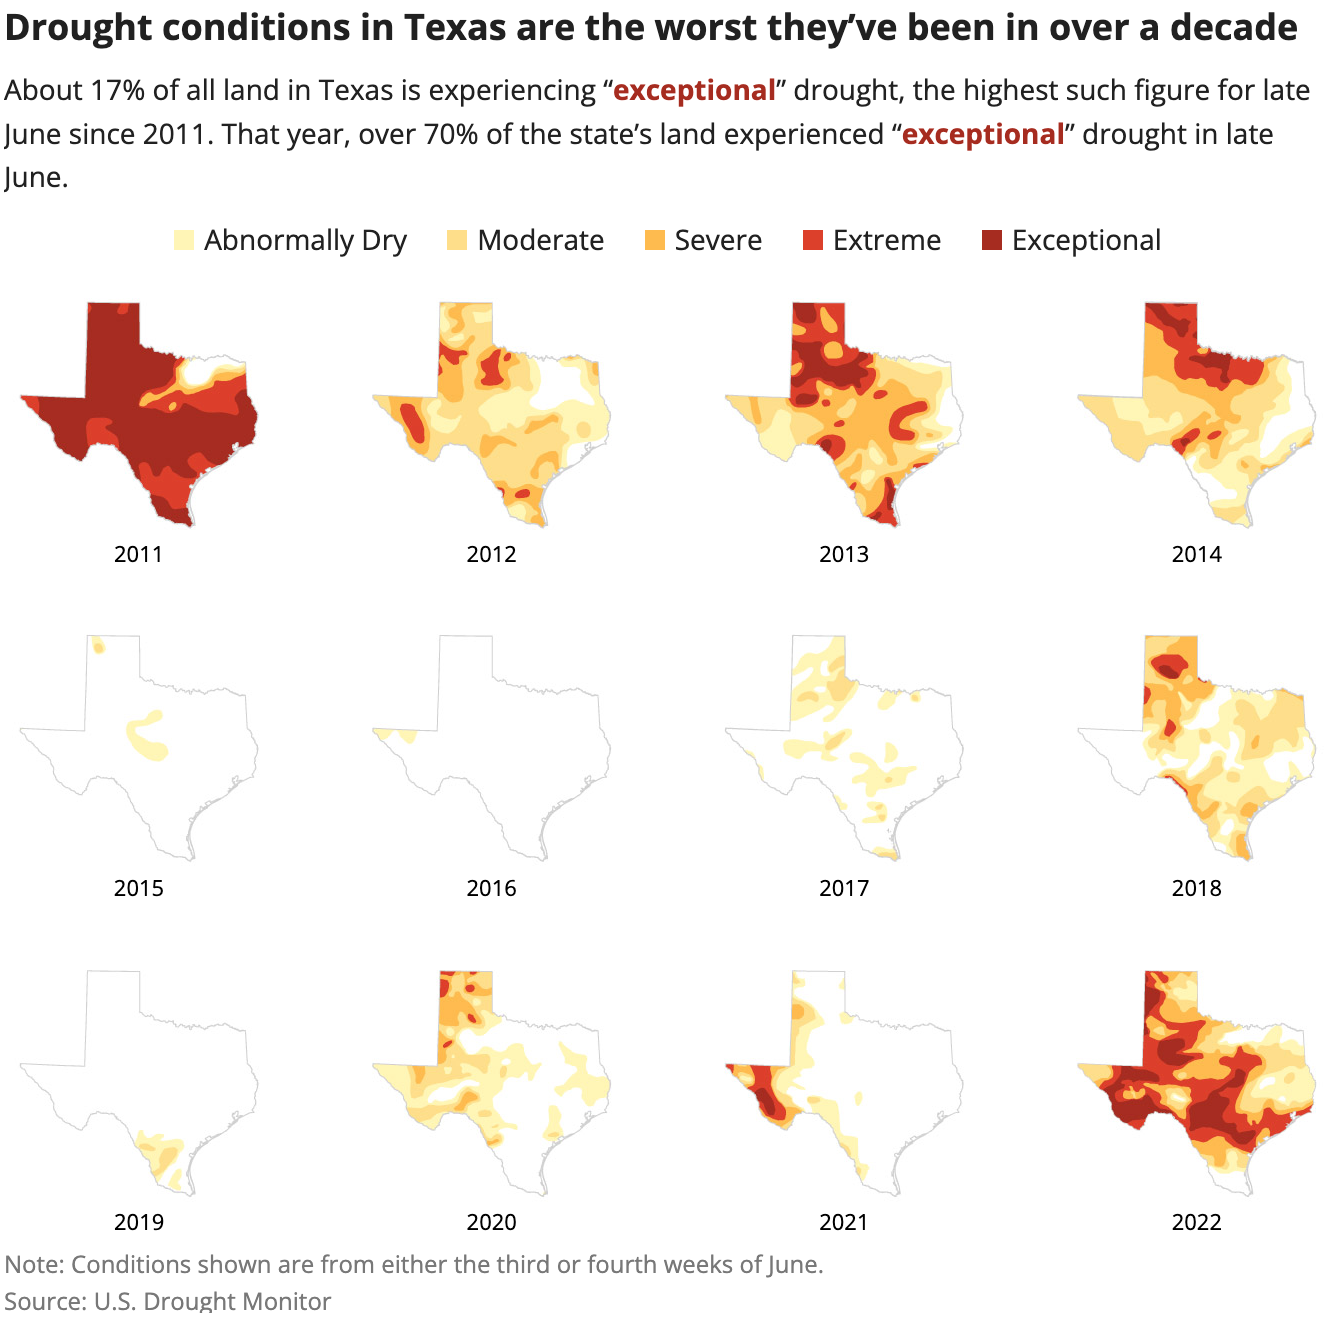 Drought conditions in Texas are the worst they’ve been in over a decade
About 17% of all land in Texas is experiencing “exceptional” drought, the highest such figure for late
June since 2011. That year, over 70% of the state’s land experienced “exceptional” drought in late
June.
Abnormally Dry Moderate Severe Extreme Exceptional
2011 2012 2013 2014
2015 2016 2017 2018
2019 2020 2021 2022
Note: Conditions shown are from either the third or fourth weeks of June.
Source: U.S. Drought Monitor